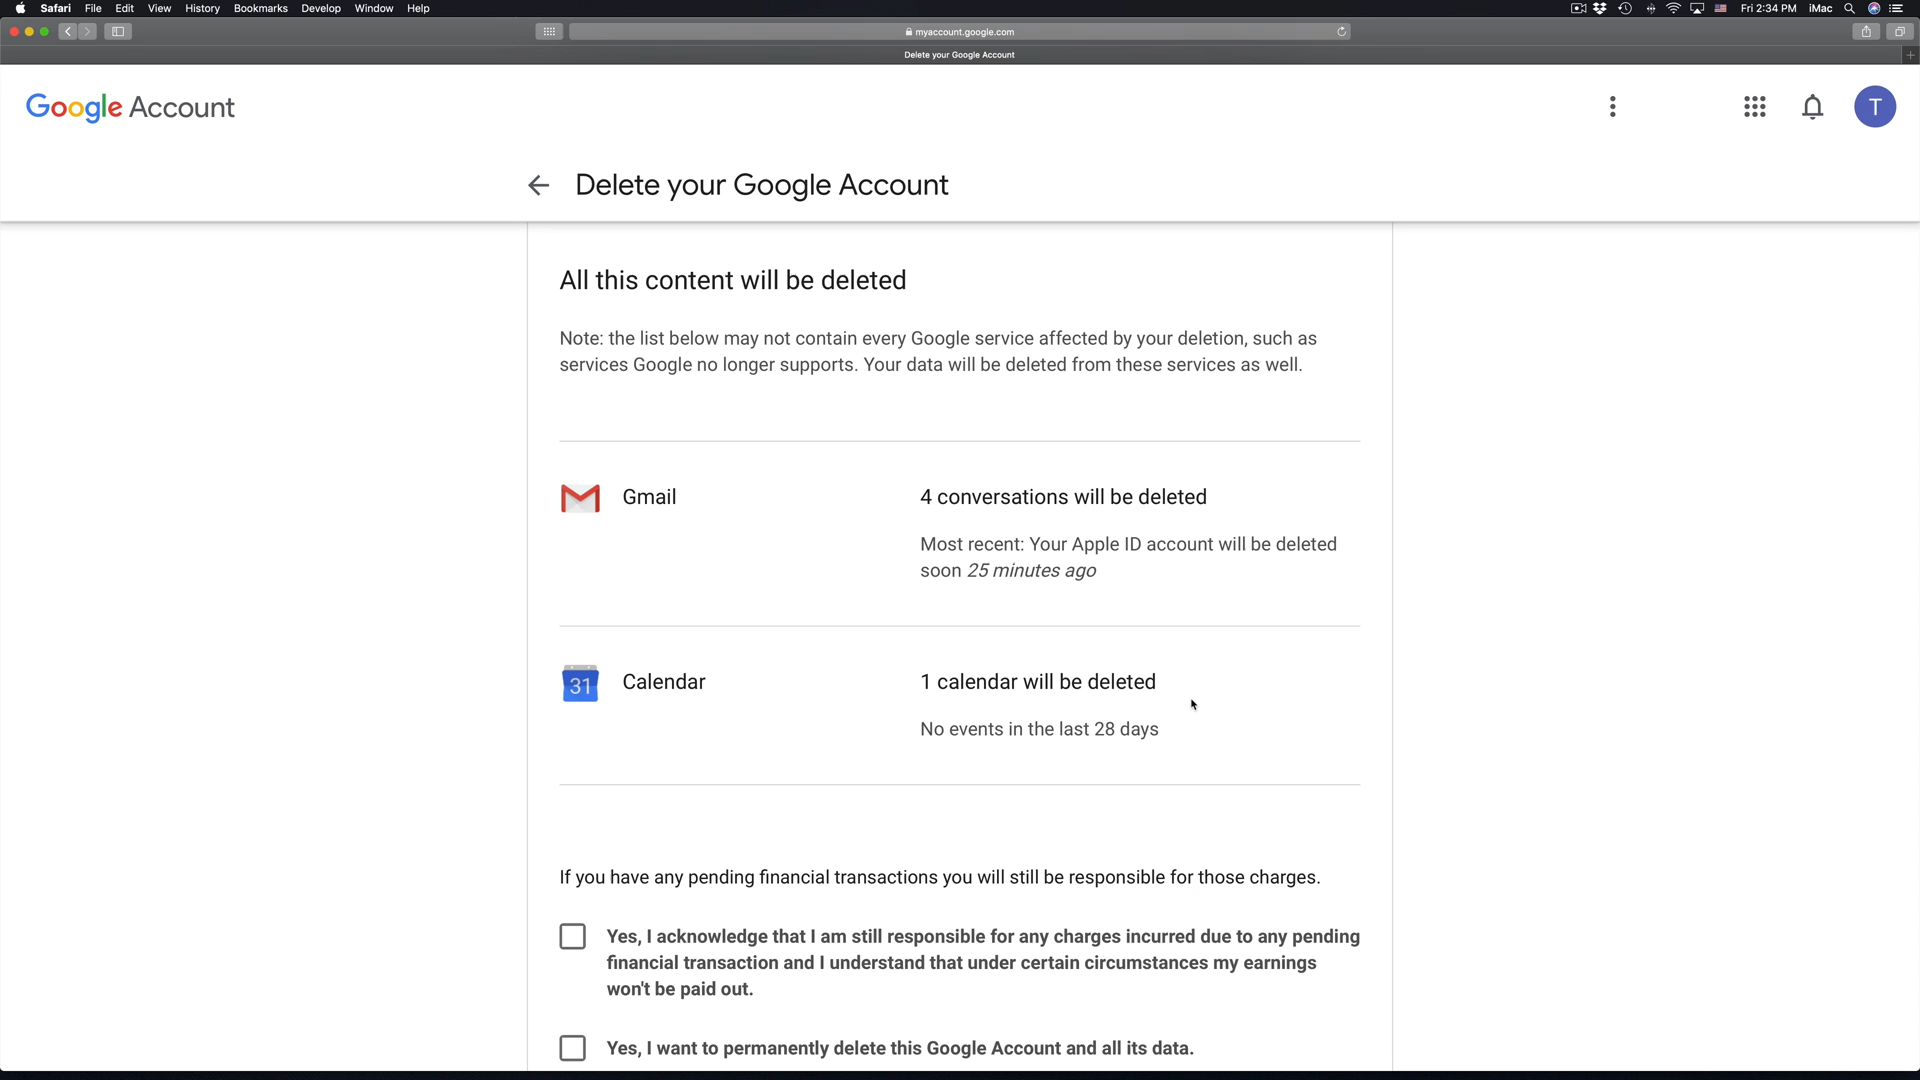 Safari File Edit View History Bookmarks Develop Window Help Fri 2:34 PM iMac
myaccount.google.com
Delete your Google Account
Google Account
T
Delete your Google Account
All this content will be deleted
Note: the list below may not contain every Google service affected by your deletion, such as
services Google no longer supports. Your data will be deleted from these services as well.
Gmail 4 conversations will be deleted
Most recent: Your Apple ID account will be deleted
soon 25 minutes ago
31 Calendar 1 calendar will be deleted
No events in the last 28 days
If you have any pending financial transactions you will still be responsible for those charges.
Yes, I acknowledge that I am still responsible for any charges incurred due to any pending
financial transaction and I understand that under certain circumstances my earnings
won't be paid out.
Yes, I want to permanently delete this Google Account and all its data.